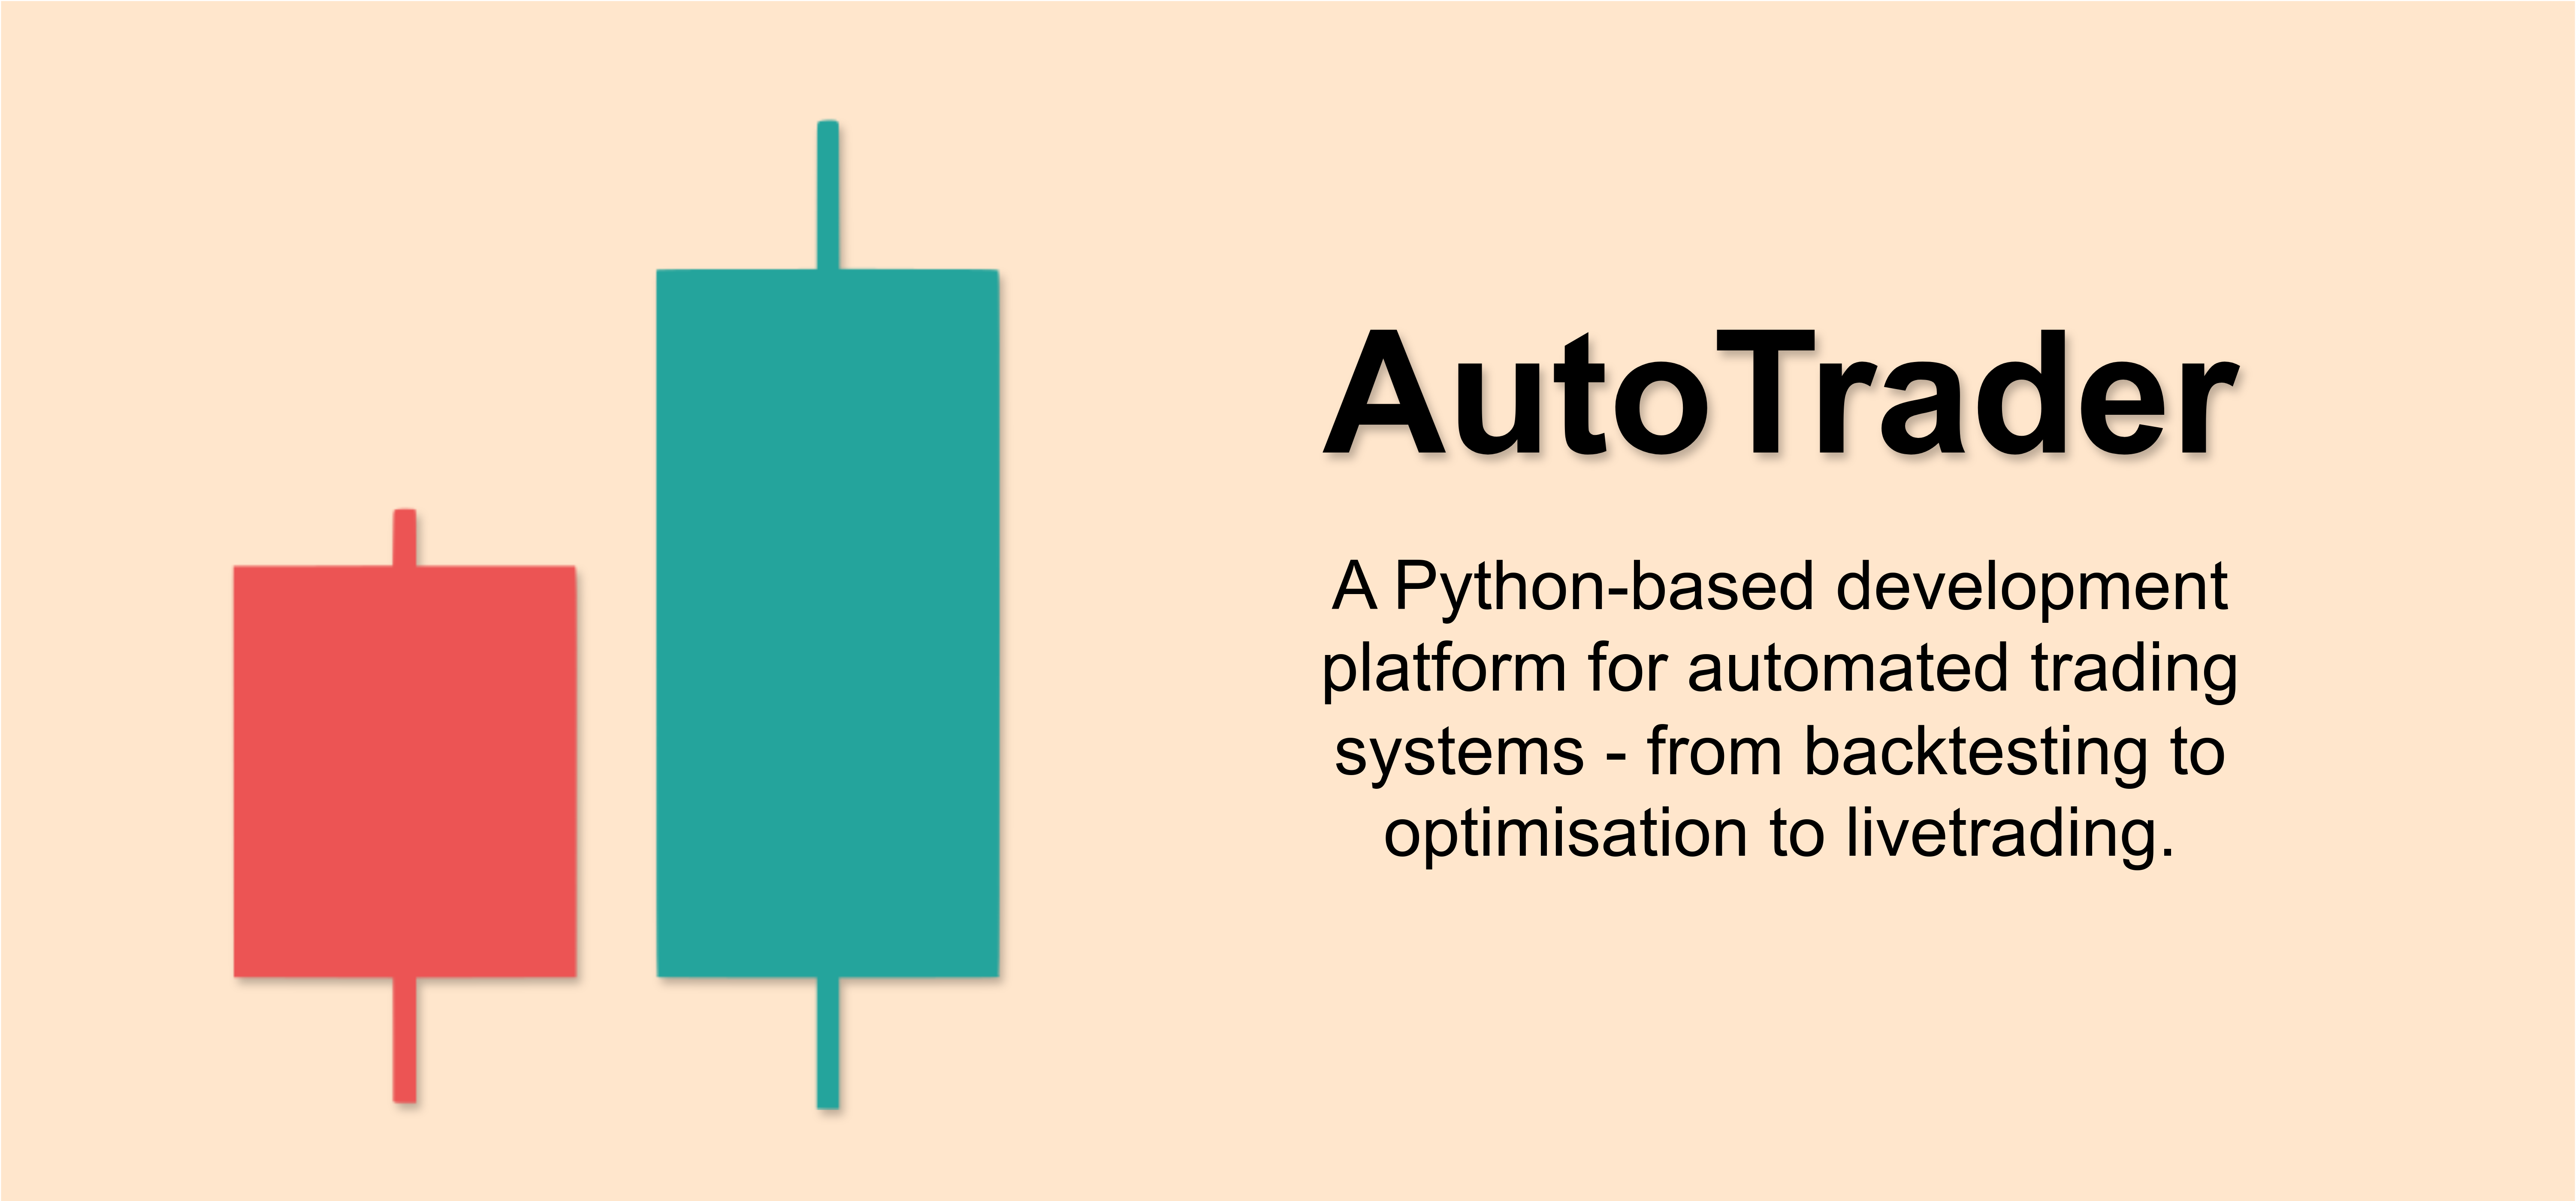 AutoTrader
A Python-based development
platform for automated trading
systems - from backtesting to
optimisation to livetrading.